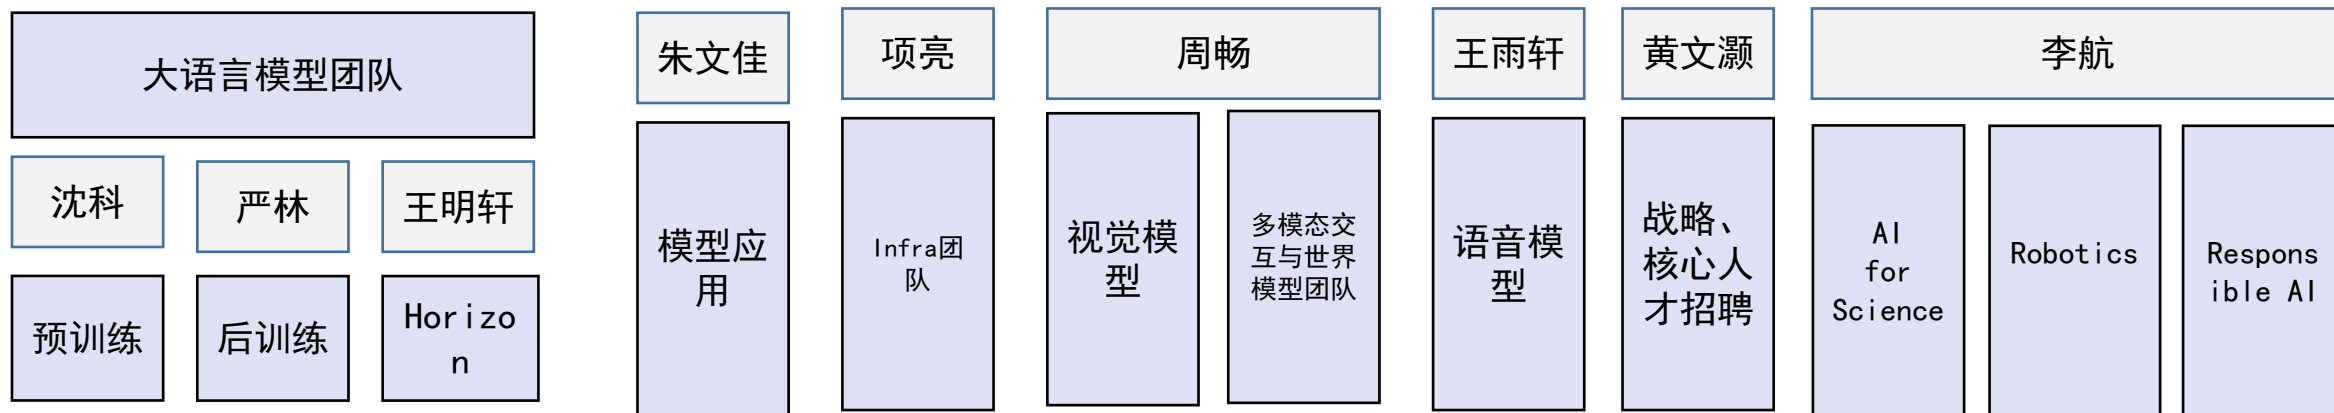 大语言模型团队
沈科
严林
王明轩
预训练
后训练
Horizo
n
朱文佳
模型应
用
项亮
Infra团
队
周畅
视觉模
型
多模态交
互与世界
模型团队
王雨轩
语音模
型
黄文灏
战略、
核心人
才招聘
李航
AI
for
Science
Robotics
Respons
ible AI